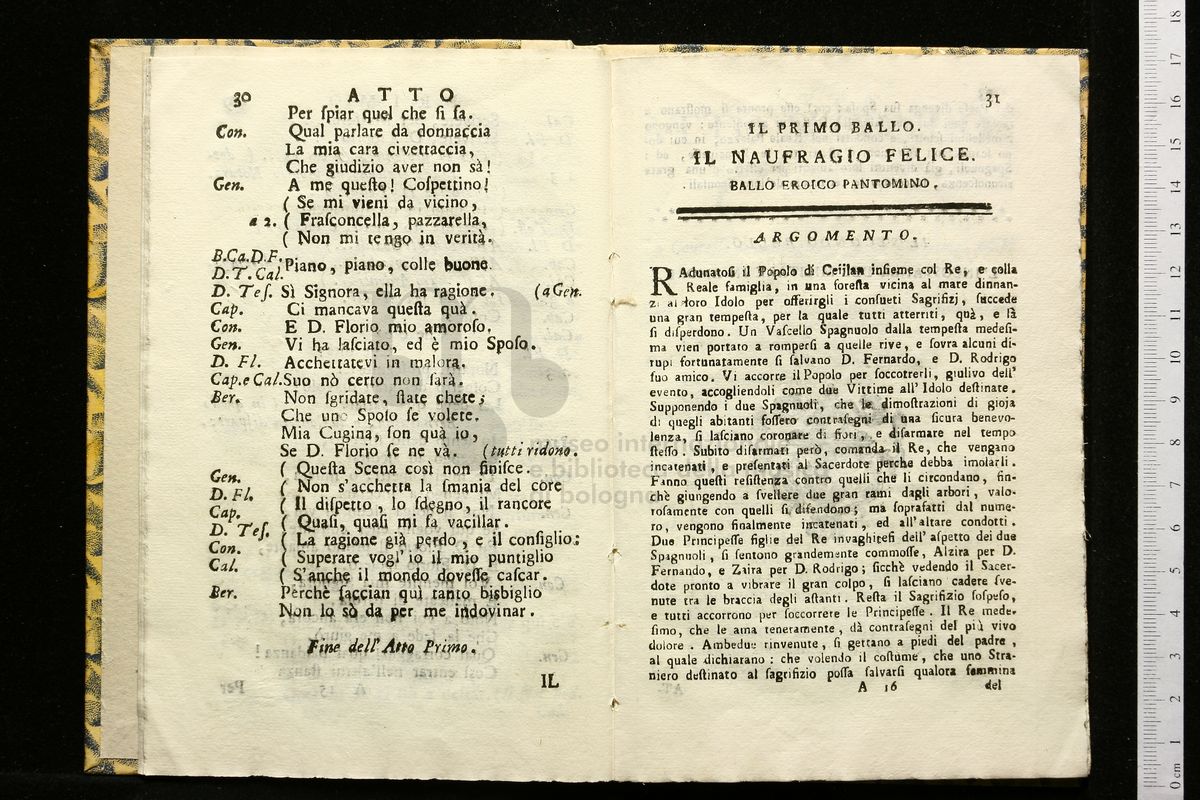 30 A T T O
Per ſpiar quel che ſi ſa.
Con. Qual parlare da donnaccia
La mia cara civettaccia,
Che giudizio aver non sà!
Gen. A me queſto! Coſpettino!
( Se mi vieni da vicino,
a 2. ( Fraſconcella, pazzarella,
( Non mi tengo in verità.
B.Ca.D.F. D.T.Cal. Piano, piano, colle buone.
D. Teſ. Sì Signora, ella ha ragione. (a Gen.
Cap. Ci mancava queſta quà.
Con. E D. Florio mio amoroſo.
Gen. Vi ha laſciato, ed è mio Spoſo.
D. Fl. Acchettatevi in malora.
Cap.e Cal. Suo nò certo non ſarà.
Ber. Non ſgridate, ſtate chete;
Che uno Spoſo ſe volete.
Mia Cugina, ſon quà io,
Se D. Florio ſe ne và. (tutti ridono.
Gen. ( Queſta Scena così non finiſce.
D. Fl. ( Non s'acchetta la ſmania del core
Cap. ( Il diſpetto, lo ſdegno, il rancore
D. Teſ. ( Quaſi, quaſi mi fa vacillar.
Con. ( La ragione già perdo, e il conſiglio:
Cal. ( Superare vogl' io il mio puntiglio
( S'anche il mondo doveſſe caſcar.
Ber. Perchè faccian quì tanto bisbiglio
Non lo sò da per me indovinar.
Fine dell' Atto Primo.
IL
31
IL PRIMO BALLO.
IL NAUFRAGIO FELICE.
BALLO EROICO PANTOMINO.
ARGOMENTO.
RAdunatoſi il Popolo di Ceijlan inſieme col Re, e colla
Reale famiglia, in una foreſta vicina al mare dinnan-
zi al loro Idolo per offerirgli i conſueti Sagrifizj, ſuccede
una gran tempeſta, per la quale tutti atterriti, quà, e là
ſi diſperdono. Un Vaſcello Spagnuolo dalla tempeſta medeſi-
ma vien portato a romperſi a quelle rive, e ſovra alcuni di-
rupi fortunatamente ſi ſalvano D. Fernardo, e D. Rodrigo
ſuo amico. Vi accorre il Popolo per ſoccotrerli, giulivo dell'
evento, accogliendoli come due Vittime all' Idolo deſtinate.
Supponendo i due Spagnuoli, che le dimoſtrazioni di gioja
di quegli abitanti foſſero contraſegni di una ſicura benevo-
lenza, ſi laſciano coronare di fiori, e diſarmare nel tempo
ſteſſo. Subito diſarmati però, comanda il Re, che vengano
incatenati, e preſentati al Sacerdote perche debba imolarli.
Fanno queſti reſiſtenza contro quelli che li circondano, fin-
chè giungendo a ſvellere due gran rami dagli arbori, valo-
roſamente con quelli ſi difendono; ma ſoprafatti dal nume-
ro, vengono finalmente incatenati, ed all' altare condotti.
Due Principeſſe figlie del Re invaghiteſi dell' aſpetto dei due
Spagnuoli, ſi ſentono grandemente commoſſe, Alzira per D.
Fernando, e Zaira per D. Rodrigo; ſicchè vedendo il Sacer-
dote pronto a vibrare il gran colpo, ſi laſciano cadere ſve-
nute tra le braccia degli aſtanti. Reſta il Sagrifizio ſoſpeſo,
e tutti accorrono per ſoccorrere le Principeſſe. Il Re mede-
ſimo, che le ama teneramente, dà contraſegni del più vivo
dolore. Ambedue rinvenute, ſi gettano a piedi del padre,
al quale dichiarano: che volendo il coſtume, che uno Stra-
niero deſtinato al ſagrifizio poſſa ſalvarſi qualora femmina
A 16 del